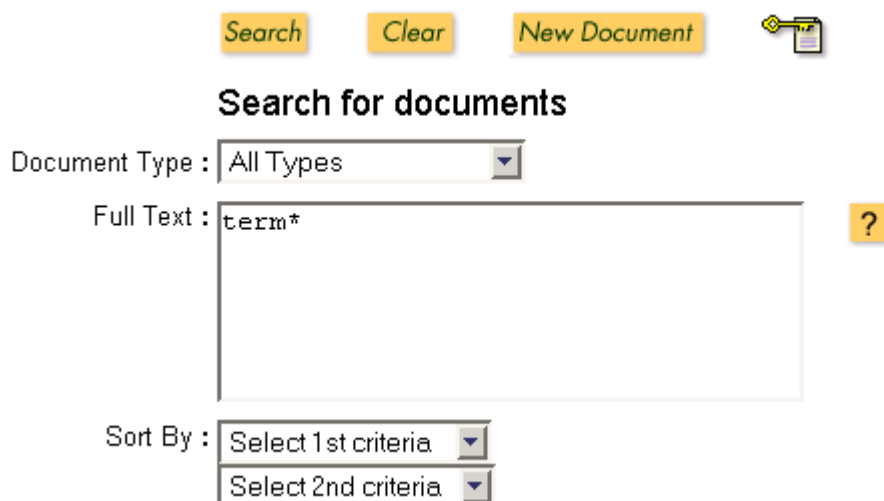 Search Clear New Document
Search for documents
Document Type : All Types
Full Text : term*
?
Sort By : Select 1st criteria
Select 2nd criteria